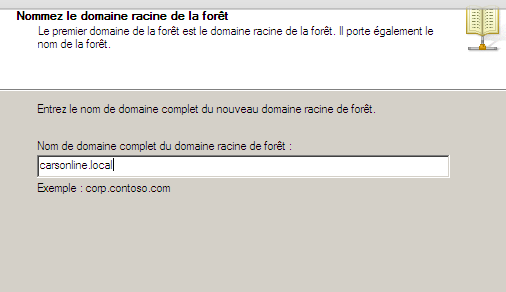 Nommez le domaine racine de la forêt
Le premier domaine de la forêt est le domaine racine de la forêt. Il porte également le
nom de la forêt.
Entrez le nom de domaine complet du nouveau domaine racine de forêt.
Nom de domaine complet du domaine racine de forêt :
carsonline.local
Exemple : corp.contoso.com